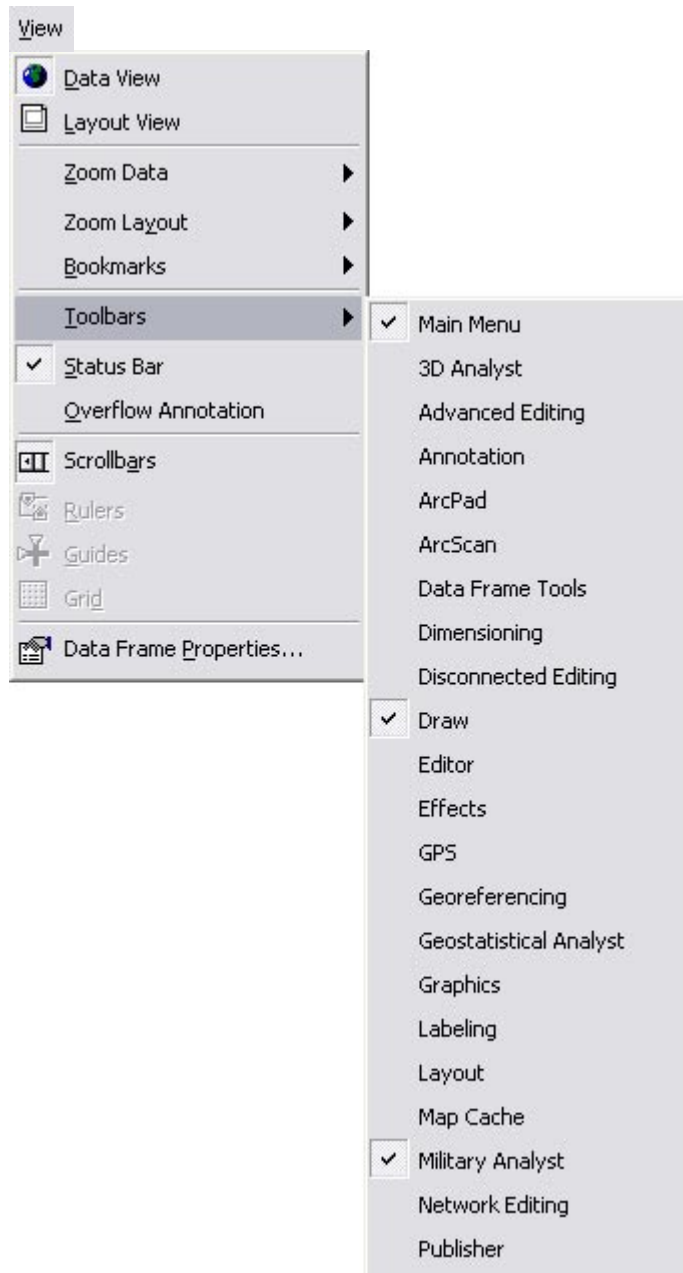 View
Data View
Layout View
Zoom Data
Zoom Layout
Bookmarks
Toolbars
Status Bar
Overflow Annotation
Scrollbars
Rulers
Guides
Grid
Data Frame Properties...
Main Menu
3D Analyst
Advanced Editing
Annotation
ArcPad
ArcScan
Data Frame Tools
Dimensioning
Disconnected Editing
Draw
Editor
Effects
GPS
Georeferencing
Geostatistical Analyst
Graphics
Labeling
Layout
Map Cache
Military Analyst
Network Editing
Publisher